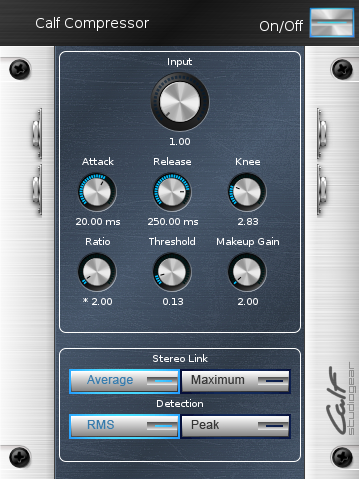 Calf Compressor
On/Off
Input
1.00
Attack Release Knee
20.00 ms 250.00 ms 2.83
Ratio Threshold Makeup Gain
* 2.00 0.13 2.00
Stereo Link
Average Maximum
Detection
RMS Peak
Calf
studiogear